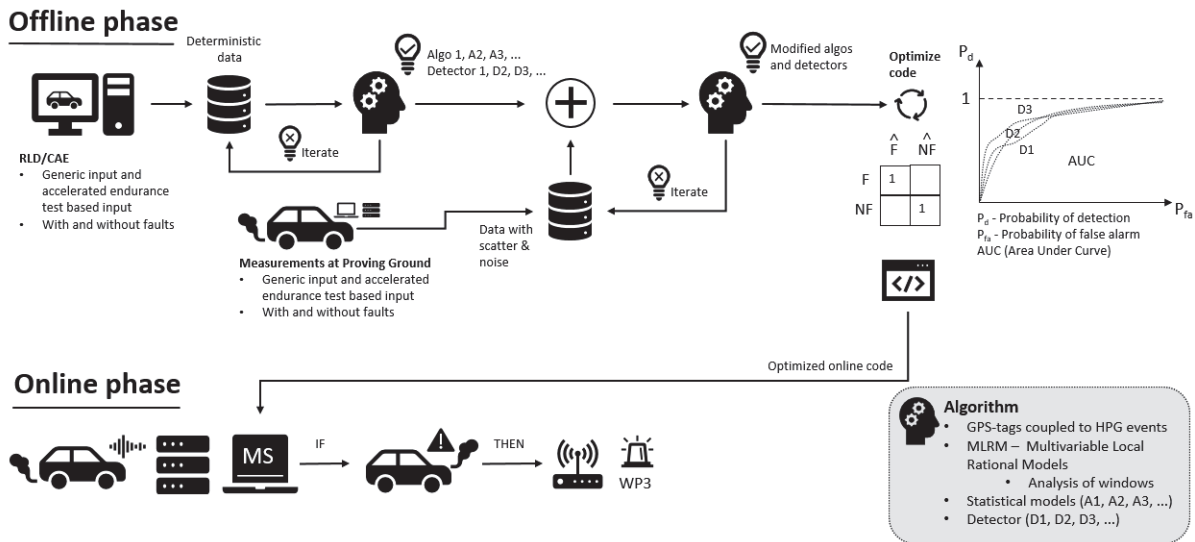 Offline phase
Deterministic
data
Algo 1, A2, A3, ...
Detector 1, D2, D3, ...
Modified algos
and detectors
Optimize
code
P_d
1
D3
D2
D1
AUC
P_fa
Iterate
Iterate
^ ^
F NF
F 1
NF 1
P_d - Probability of detection
P_fa - Probability of false alarm
AUC (Area Under Curve)
RLD/CAE
• Generic input and
accelerated endurance
test based input
• With and without faults
Data with
scatter &
noise
Measurements at Proving Ground
• Generic input and accelerated
endurance test based input
• With and without faults
</>
Optimized online code
Online phase
MS
IF
THEN
WP3
Algorithm
• GPS-tags coupled to HPG events
• MLRM – Multivariable Local
Rational Models
• Analysis of windows
• Statistical models (A1, A2, A3, ...)
• Detector (D1, D2, D3, ...)